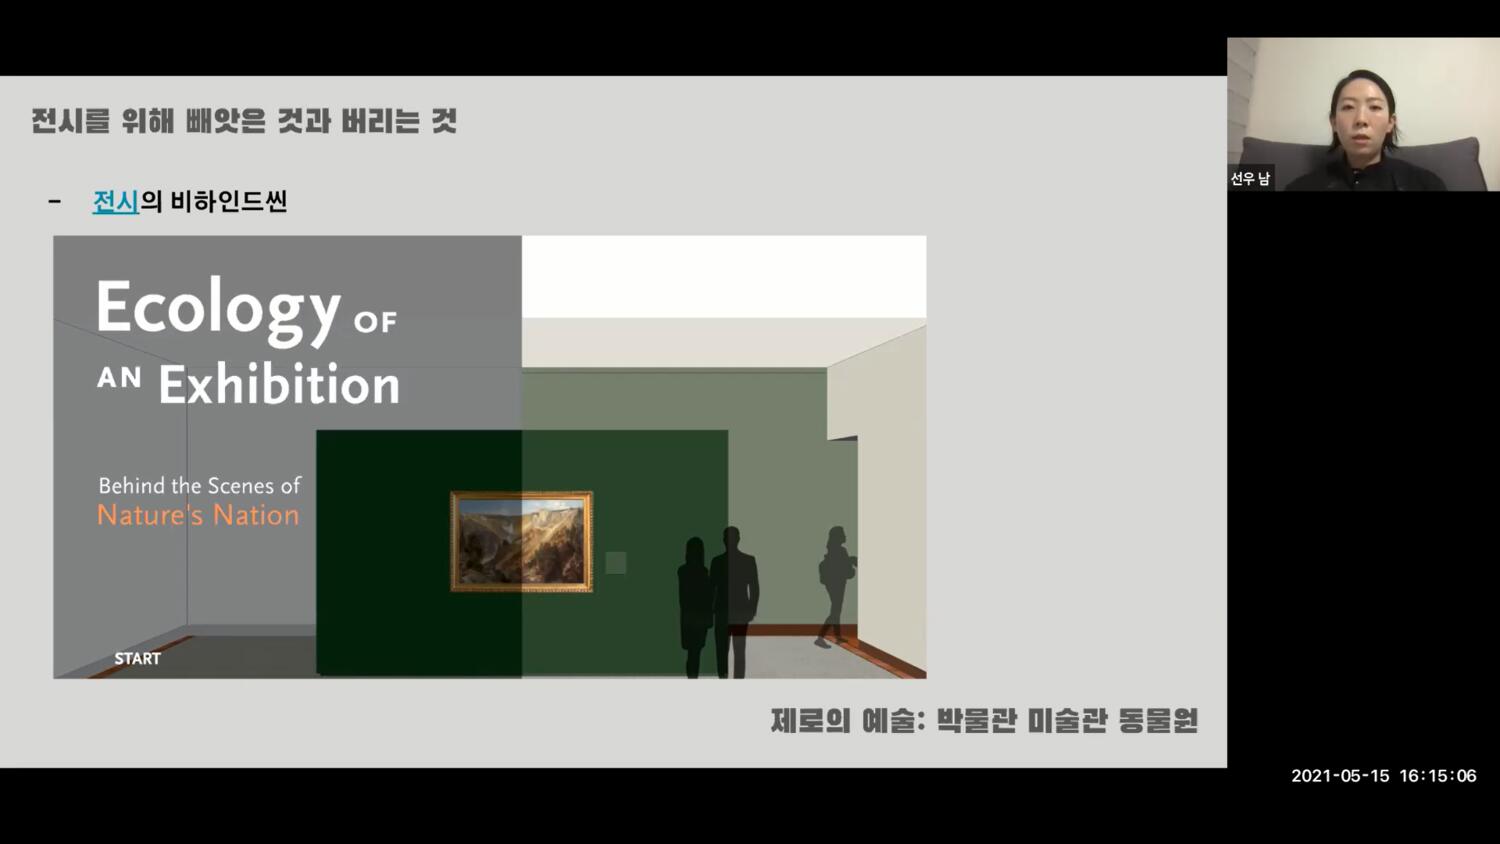 전시를 위해 빼앗은 것과 버리는 것
- 전시의 비하인드씬
Ecology OF
AN Exhibition
Behind the Scenes of
Nature's Nation
START
제로의 예술: 박물관 미술관 동물원
선우 남
2021-05-15 16:15:06